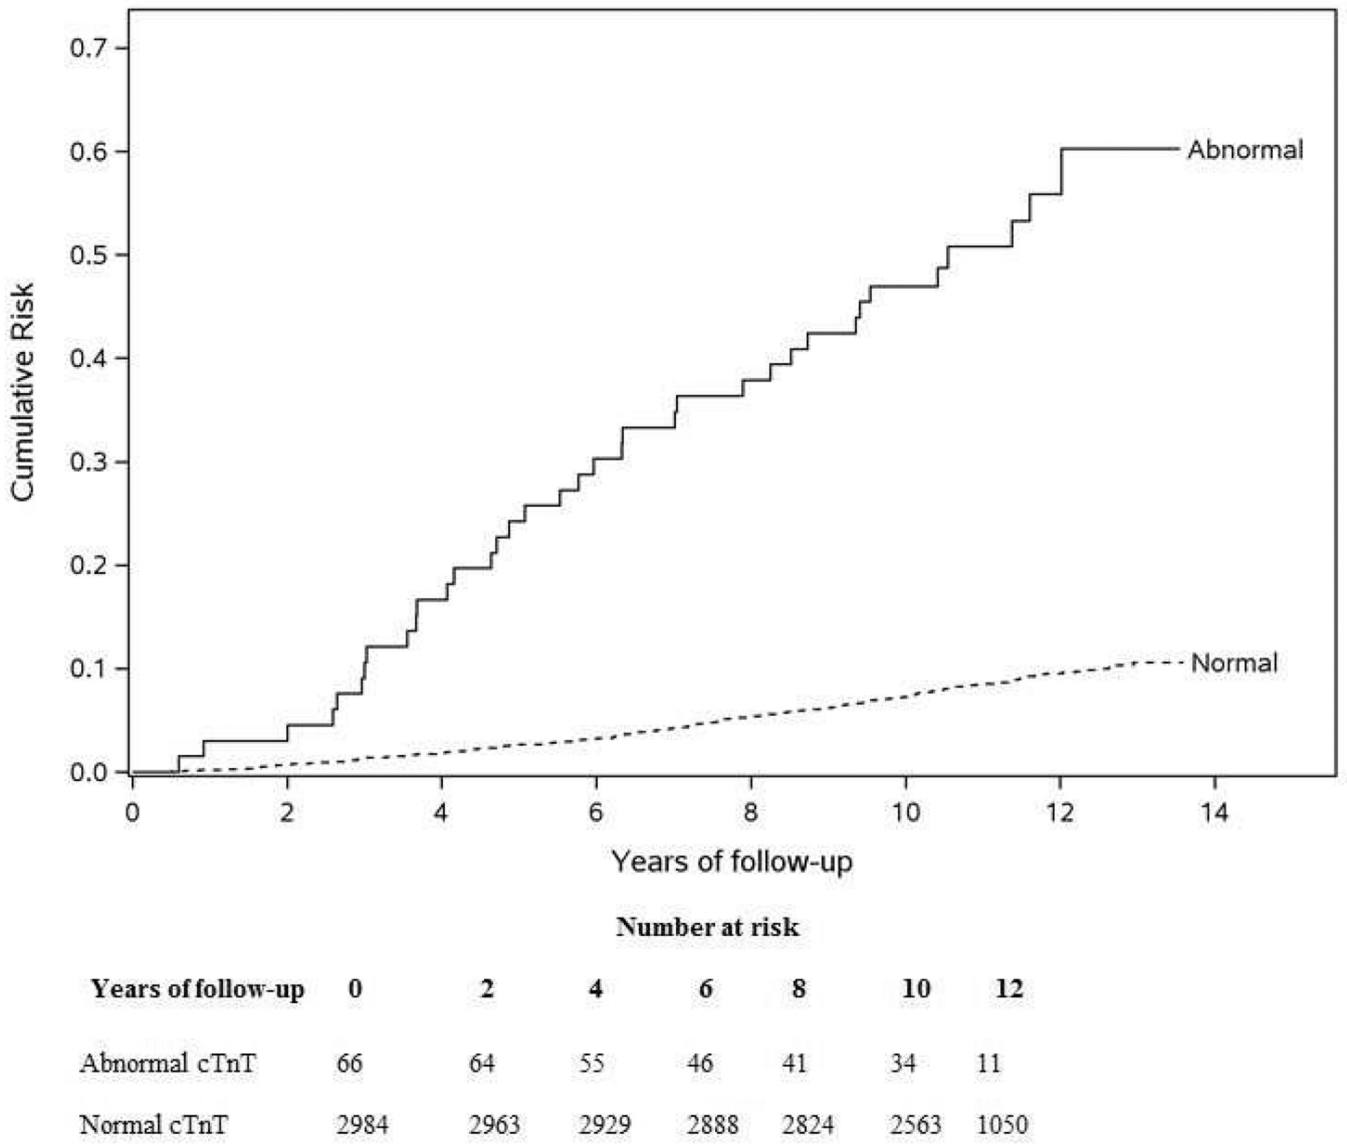 0.7
0.6
Abnormal
0.5
Cumulative Risk
0.4
0.3
0.2
0.1
Normal
0.0
0 2 4 6 8 10 12 14
Years of follow-up
Number at risk
Years of follow-up 0 2 4 6 8 10 12
Abnormal cTnT 66 64 55 46 41 34 11
Normal cTnT 2984 2963 2929 2888 2824 2563 1050